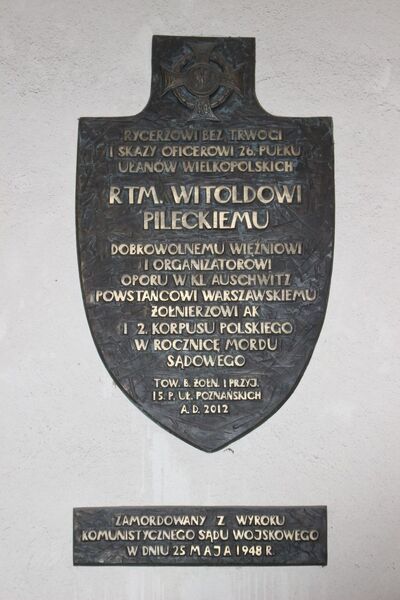 RYCERZOWI BEZ TRWOGI
I SKAZY OFICEROWI 26. PUŁKU
UŁANÓW WIELKOPOLSKICH
RTM. WITOLDOWI
PILECKIEMU
DOBROWOLNEMU WIĘŹNIOWI
I ORGANIZATOROWI
OPORU W KL AUSCHWITZ
POWSTAŃCOWI WARSZAWSKIEMU
ŻOŁNIERZOWI AK
I 2. KORPUSU POLSKIEGO
W ROCZNICĘ MORDU
SĄDOWEGO
TOW. B. ŻOŁN. I PRZYJ.
15. P. UŁ. POZNAŃSKICH
A.D. 2012
ZAMORDOWANY Z WYROKU
KOMUNISTYCZNEGO SĄDU WOJSKOWEGO
W DNIU 25 MAJA 1948 R.